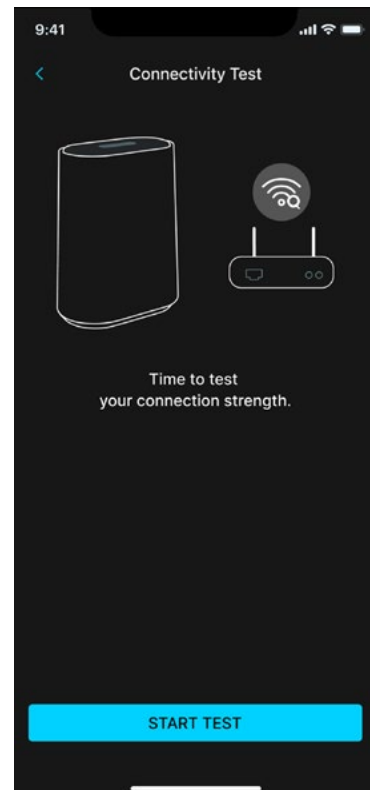 9:41
Connectivity Test
Time to test
your connection strength.
START TEST